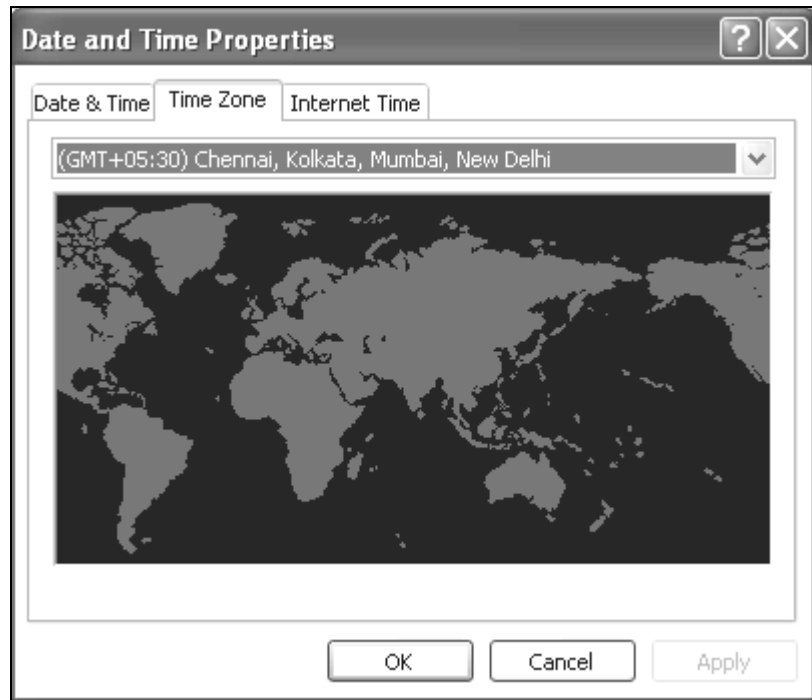 Date and Time Properties
Date & Time Time Zone Internet Time
(GMT+05:30) Chennai, Kolkata, Mumbai, New Delhi
OK Cancel Apply